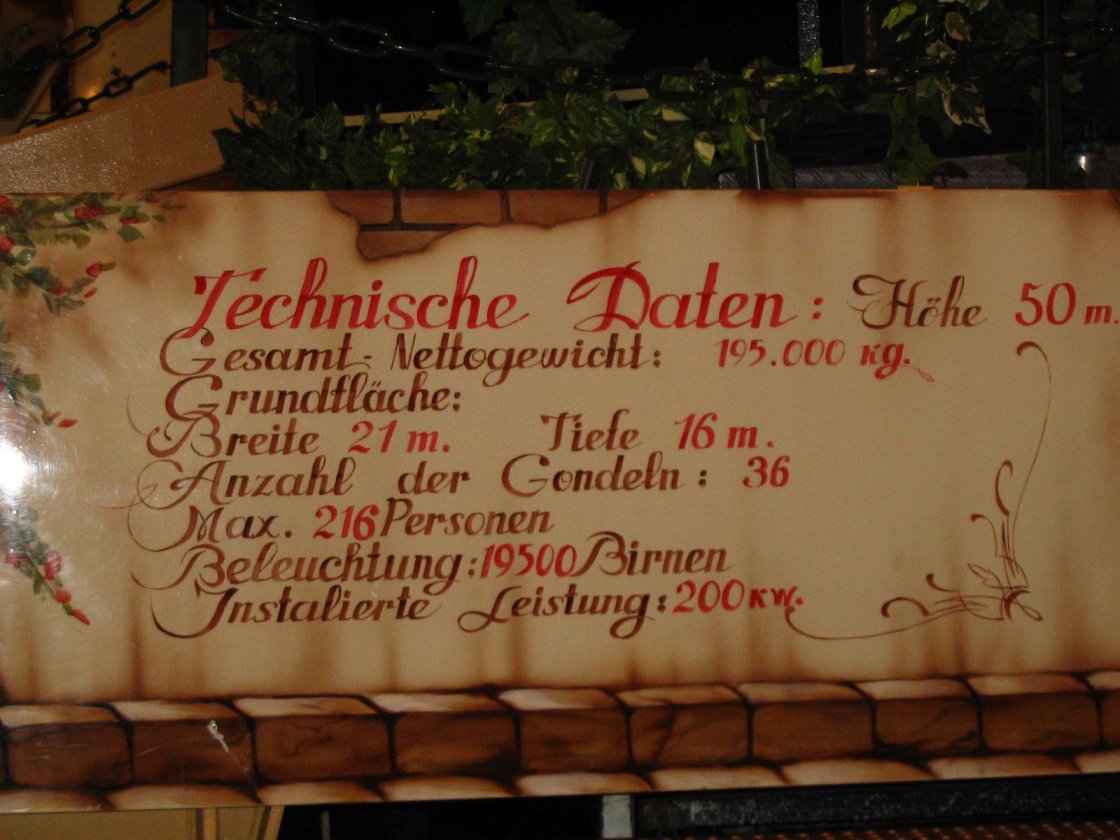 Technische Daten: Höhe 50 m.
Gesamt-Nettogewicht: 195.000 kg.
Grundfläche:
Breite 21 m. Tiefe 16 m.
Anzahl der Gondeln: 36
Max. 216 Personen
Beleuchtung: 19500 Birnen
Instalierte Leistung: 200 KW.